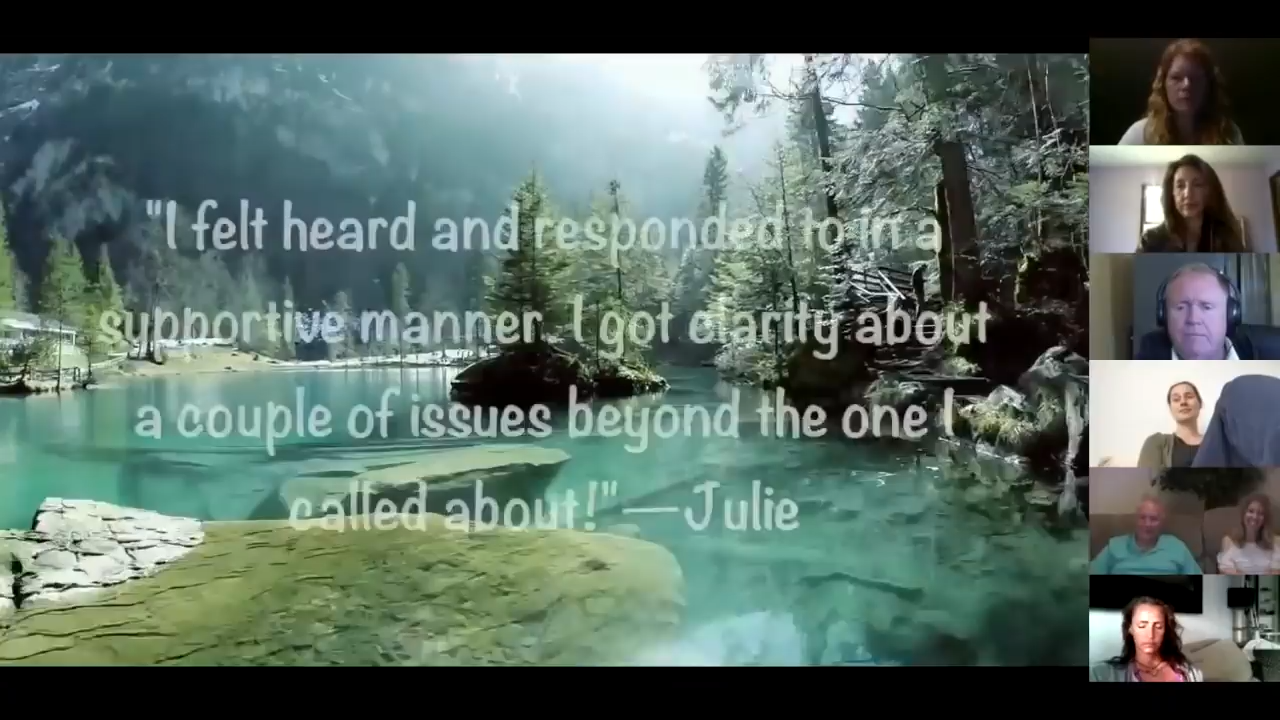 "I felt heard and responded to in a
supportive manner. I got clarity about
a couple of issues beyond the one I
called about!" —Julie